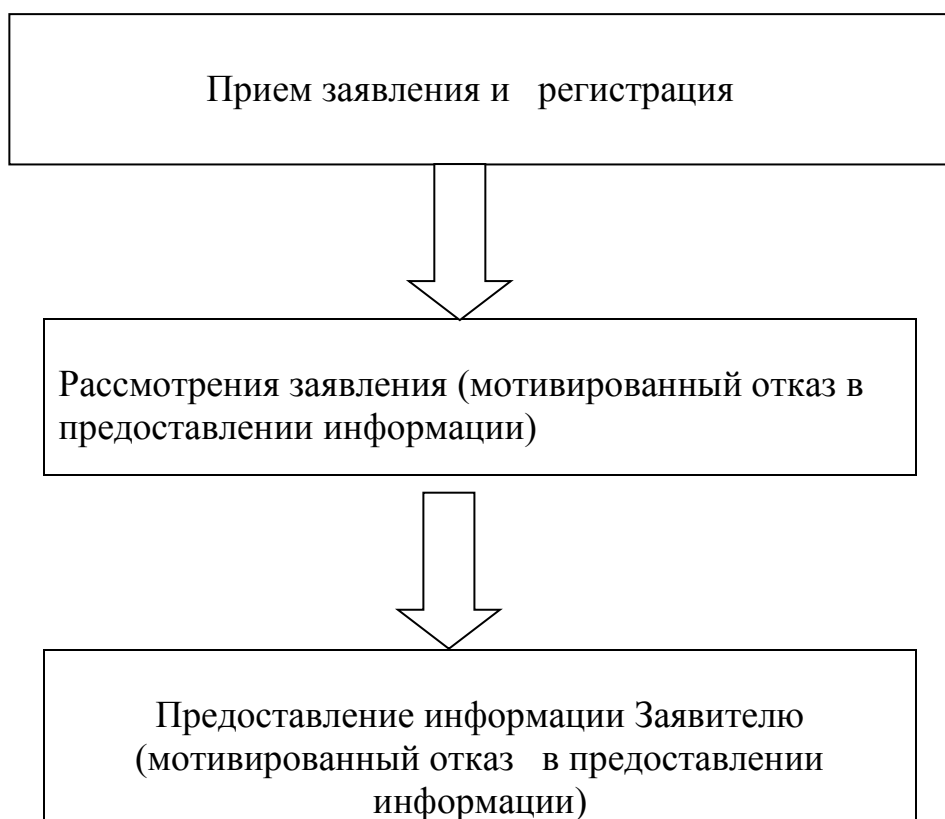 Прием заявления и   регистрация
Рассмотрения заявления (мотивированный отказ в
предоставлении информации)
Предоставление информации Заявителю
(мотивированный отказ   в предоставлении
информации)